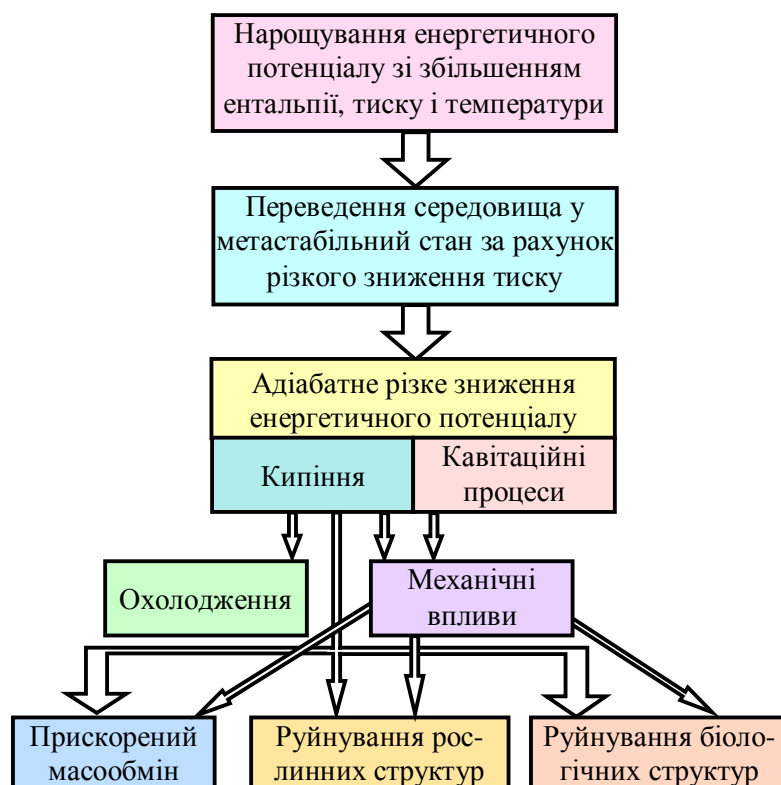 Нарощування енергетичного
потенціалу зі збільшенням
ентальпії, тиску і температури
Переведення середовища у
метастабільний стан за рахунок
різкого зниження тиску
Адіабатне різке зниження
енергетичного потенціалу
Кипіння
Кавітаційні
процеси
Охолодження
Механічні
впливи
Прискорений
масообмін
Руйнування рос-
линних структур
Руйнування біоло-
гічних структур